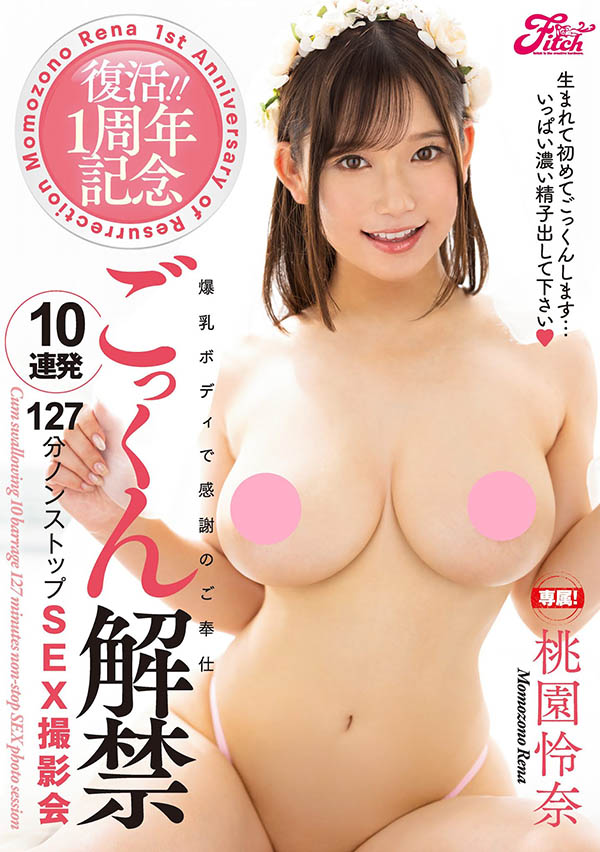 Momozono Rena 1st Anniversary of Resurrection
復活!!
1周年
記念
Fitch
生まれて初めてごっくんします…
いっぱい濃い精子出して下さい♥
爆乳ボディで感謝のご奉仕
ごっくん解禁
10
連発
127分ノンストップSEX撮影会
Cum swallowing 10 barrage 127 minutes non-stop SEX photo session
専属!
桃園怜奈
Momozono Rena